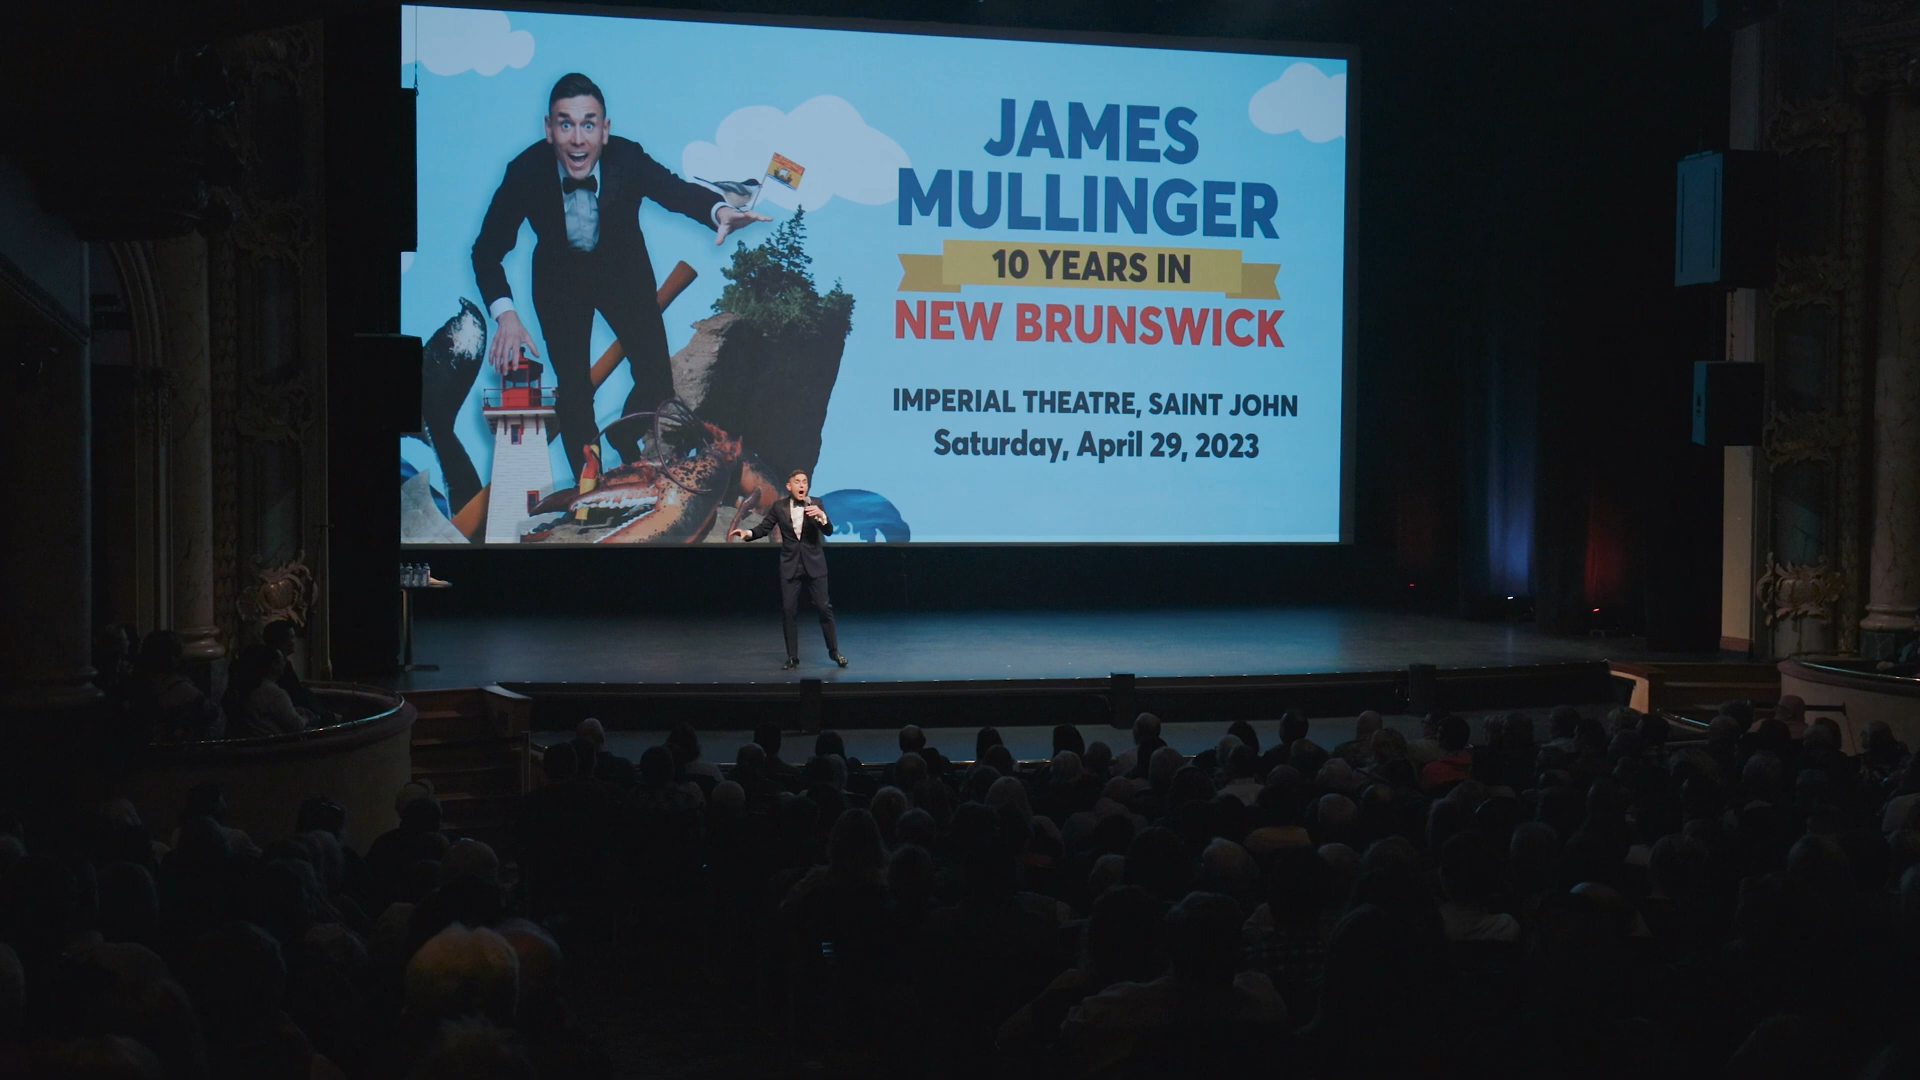 JAMES
MULLINGER
10 YEARS IN
NEW BRUNSWICK
IMPERIAL THEATRE, SAINT JOHN
Saturday, April 29, 2023